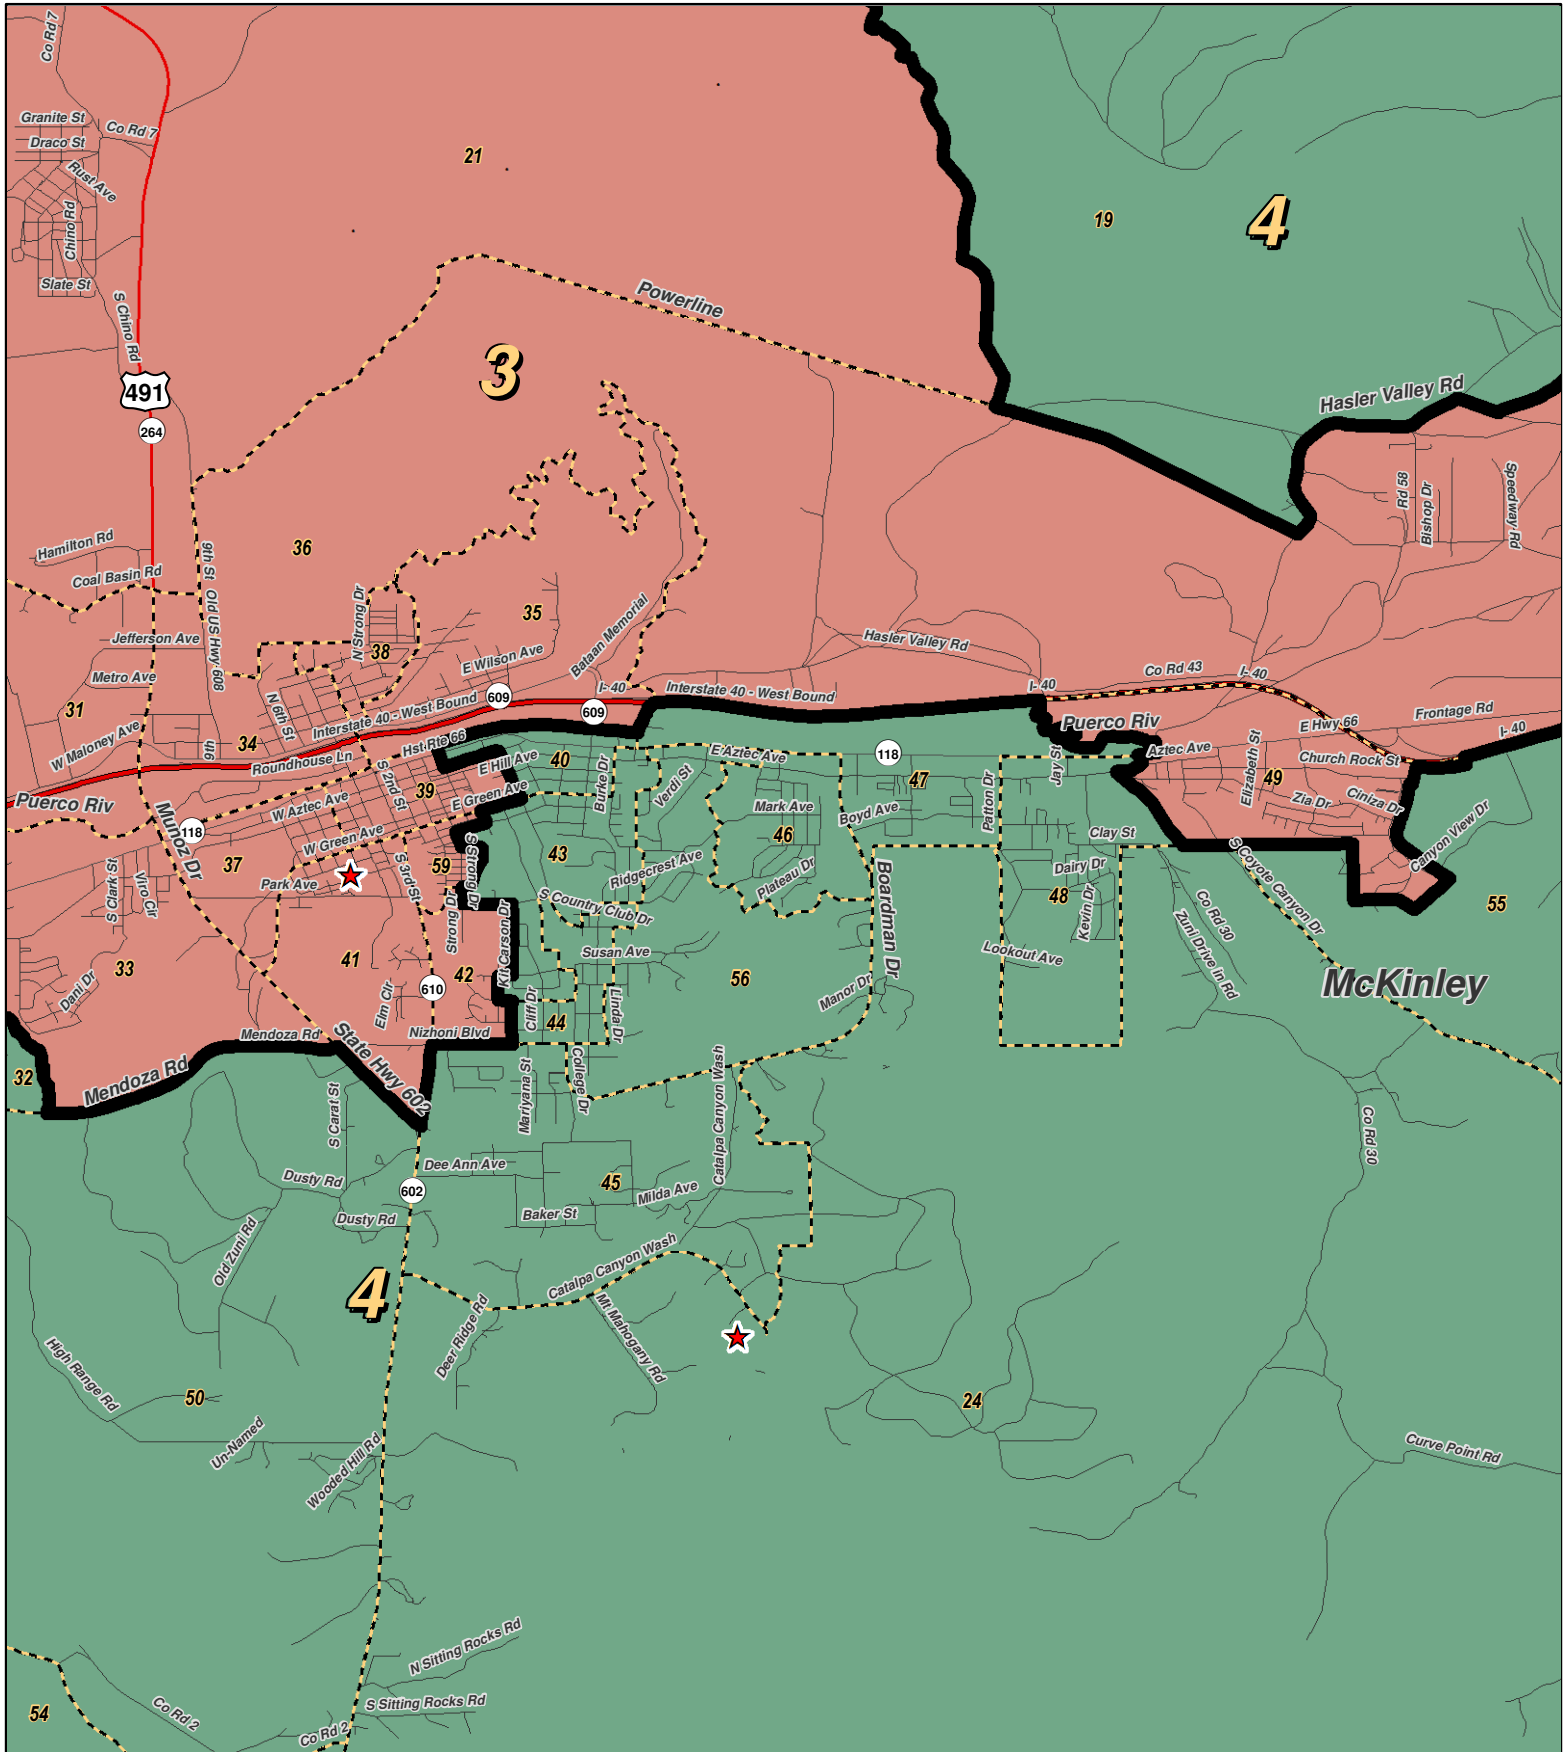 Co Rd 7
Granite St
Co Rd 7
Draco St
21
Rust Ave
Chino Rd
19
4
Slate St
S Chino Rd
Powerline
3
491
264
Hasler Valley Rd
Rd 58
Bishop Dr
Speedway Rd
Hamilton Rd
36
9th St
Coal Basin Rd
Old US Hwy 608
N Strong Dr
35
Bataan Memorial
Jefferson Ave
38
E Wilson Ave
Hasler Valley Rd
Metro Ave
Co Rd 43
I- 40
I- 40
I- 40
Interstate 40 - West Bound
609
31
N 6th St
Interstate 40 - West Bound
609
Puerco Riv
E Hwy 66
Frontage Rd
W Maloney Ave
9th
34
Hst Rte 66
I- 40
Roundhouse Ln
S 2nd St
E Hill Ave
40
Burke Dr
E Aztec Ave
118
Jay St
Aztec Ave
Elizabeth St
Church Rock St
Puerco Riv
W Aztec Ave
39
E Green Ave
Verdi St
47
Patton Dr
49
Zia Dr
Ciniza Dr
Munoz Dr
118
Mark Ave
Boyd Ave
W Green Ave
46
Clay St
Canyon View Dr
37
S Clark St
Viro Cir
Park Ave
S 3rd St
59
S Strong Dr
43
Ridgecrest Ave
Plateau Dr
Boardman Dr
Dairy Dr
S Coyote Canyon Dr
48
Kevin Dr
Co Rd 30
55
Strong Dr
Kit Carson Dr
S Country Club Dr
Zuni Drive In Rd
33
Dani Dr
41
42
Susan Ave
Lookout Ave
56
McKinley
Elm Cir
610
Cliff Dr
Linda Dr
Manor Dr
Mendoza Rd
Nizhoni Blvd
44
State Hwy 602
32
Mendoza Rd
S Carat St
Mariyana St
College Dr
Catalpa Canyon Wash
Co Rd 30
Dusty Rd
Dee Ann Ave
602
45
Milda Ave
Dusty Rd
Baker St
Old Zuni Rd
Catalpa Canyon Wash
4
Deer Ridge Rd
Mt Mahogany Rd
High Range Rd
50
24
Un-Named
Wooded Hill Rd
Curve Point Rd
N Sitting Rocks Rd
54
Co Rd 2
S Sitting Rocks Rd
Co Rd 2